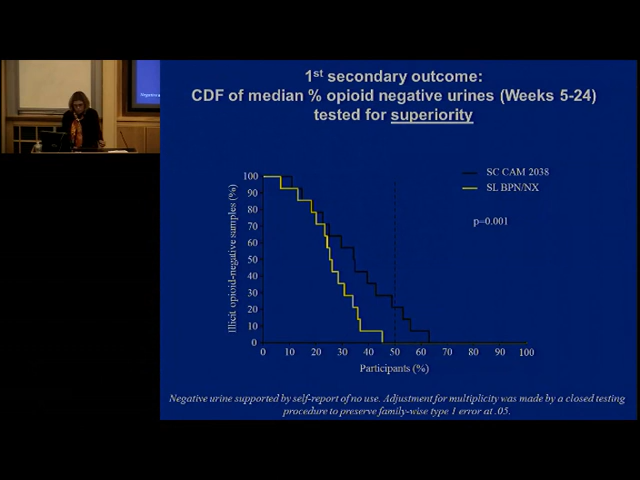 1st secondary outcome:
CDF of median % opioid negative urines (Weeks 5-24)
tested for superiority
SC CAM 2038
SL BPN/NX
p=0.001
Illicit opioid-negative samples (%)
100
90
80
70
60
50
40
30
20
10
0
0 10 20 30 40 50 60 70 80 90 100
Participants (%)
Negative urine supported by self-report of no use. Adjustment for multiplicity was made by a closed testing
procedure to preserve family-wise type 1 error at .05.